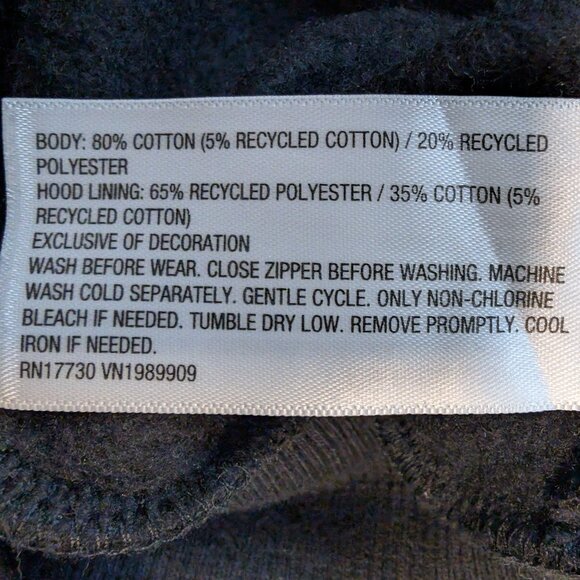 BODY: 80% COTTON (5% RECYCLED COTTON) / 20% RECYCLED
POLYESTER
HOOD LINING: 65% RECYCLED POLYESTER / 35% COTTON (5%
RECYCLED COTTON)
EXCLUSIVE OF DECORATION
WASH BEFORE WEAR. CLOSE ZIPPER BEFORE WASHING. MACHINE
WASH COLD SEPARATELY. GENTLE CYCLE. ONLY NON-CHLORINE
BLEACH IF NEEDED. TUMBLE DRY LOW. REMOVE PROMPTLY. COOL
IRON IF NEEDED.
RN17730 VN1989909